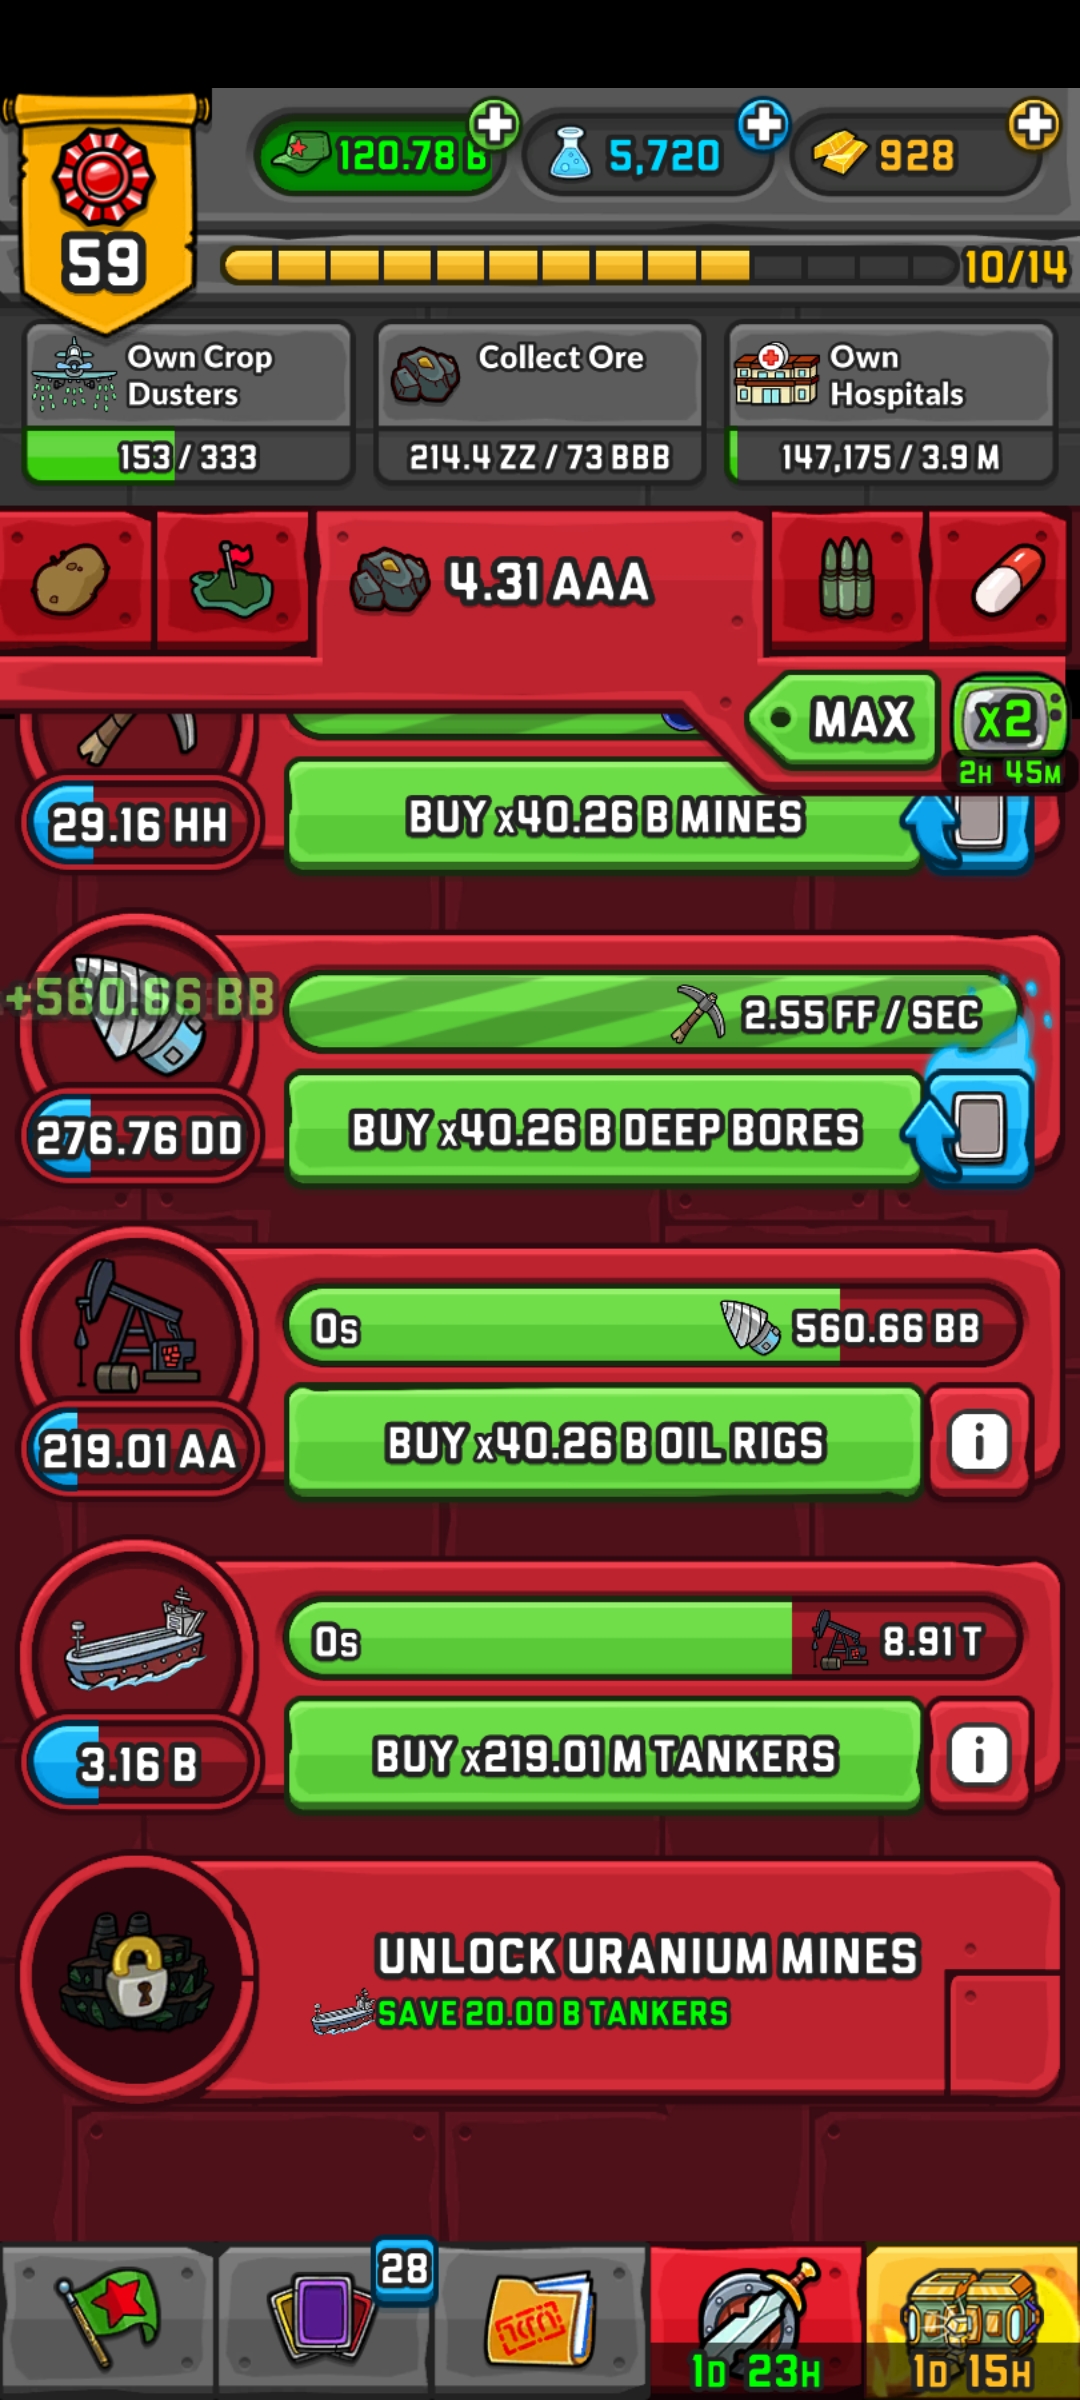 120.78 B
5,720
928
59
10/14
Own Crop
Dusters
153 / 333
Collect Ore
214.4 ZZ / 73 BBB
Own
Hospitals
147,175 / 3.9 M
4.31 AAA
MAX
x2
2H 45M
29.16 HH
BUY x40.26 B MINES
+560.66 BB
2.55 FF / SEC
276.76 DD
BUY x40.26 B DEEP BORES
0s
560.66 BB
219.01 AA
BUY x40.26 B OIL RIGS
i
0s
8.91 T
3.16 B
BUY x219.01 M TANKERS
i
UNLOCK URANIUM MINES
SAVE 20.00 B TANKERS
28
1D 23H
1D 15H